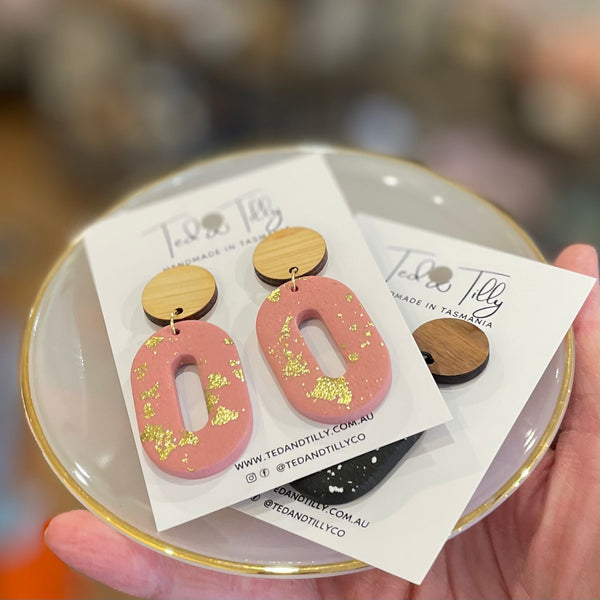 Ted & Tilly
HANDMADE IN TASMANIA
WWW.TEDANDTILLY.COM.AU
@TEDANDTILLYCO
Ted & Tilly
MADE IN TASMANIA
TEDANDTILLY.COM.AU
@TEDANDTILLYCO